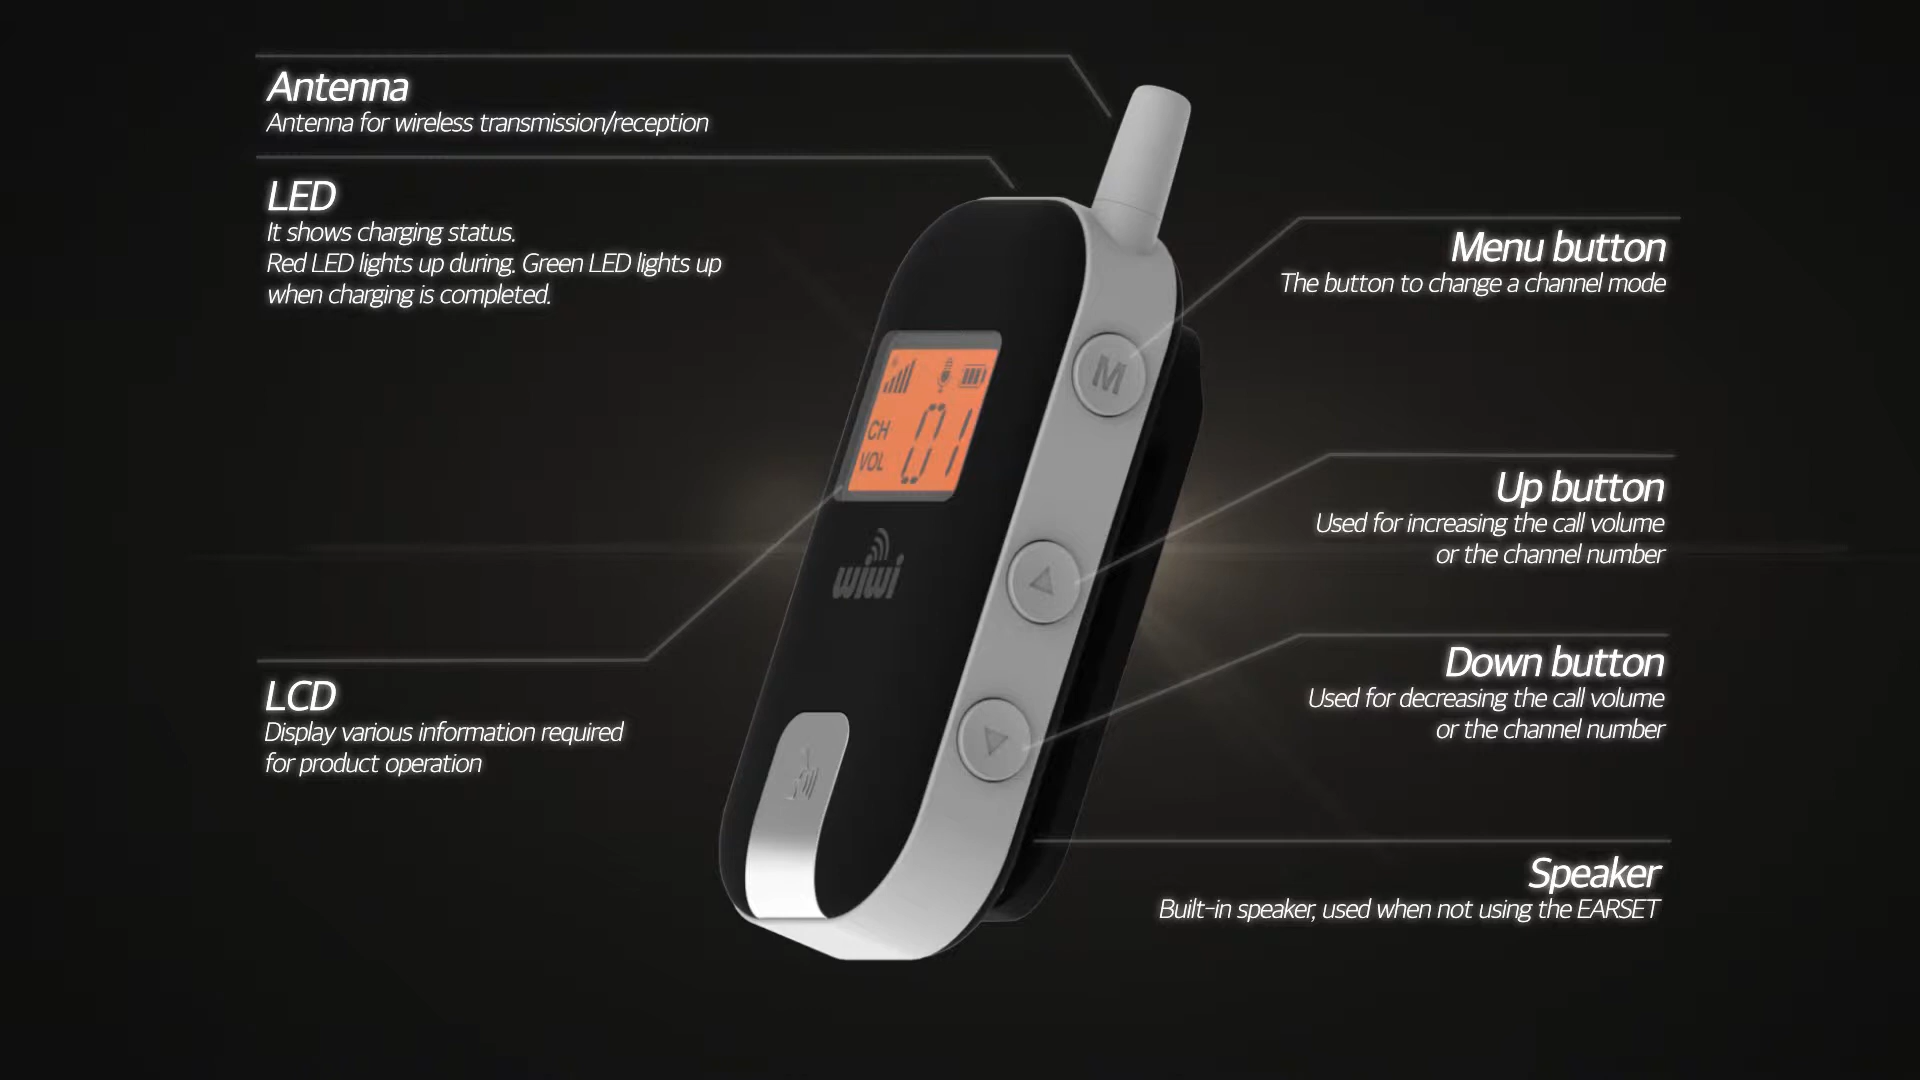 Antenna
Antenna for wireless transmission/reception
LED
It shows charging status.
Red LED lights up during. Green LED lights up
when charging is completed.
Menu button
The button to change a channel mode
M
CH
VOL
01
Up button
Used for increasing the call volume
or the channel number
wiwi
Down button
Used for decreasing the call volume
or the channel number
LCD
Display various information required
for product operation
Speaker
Built-in speaker, used when not using the EARSET